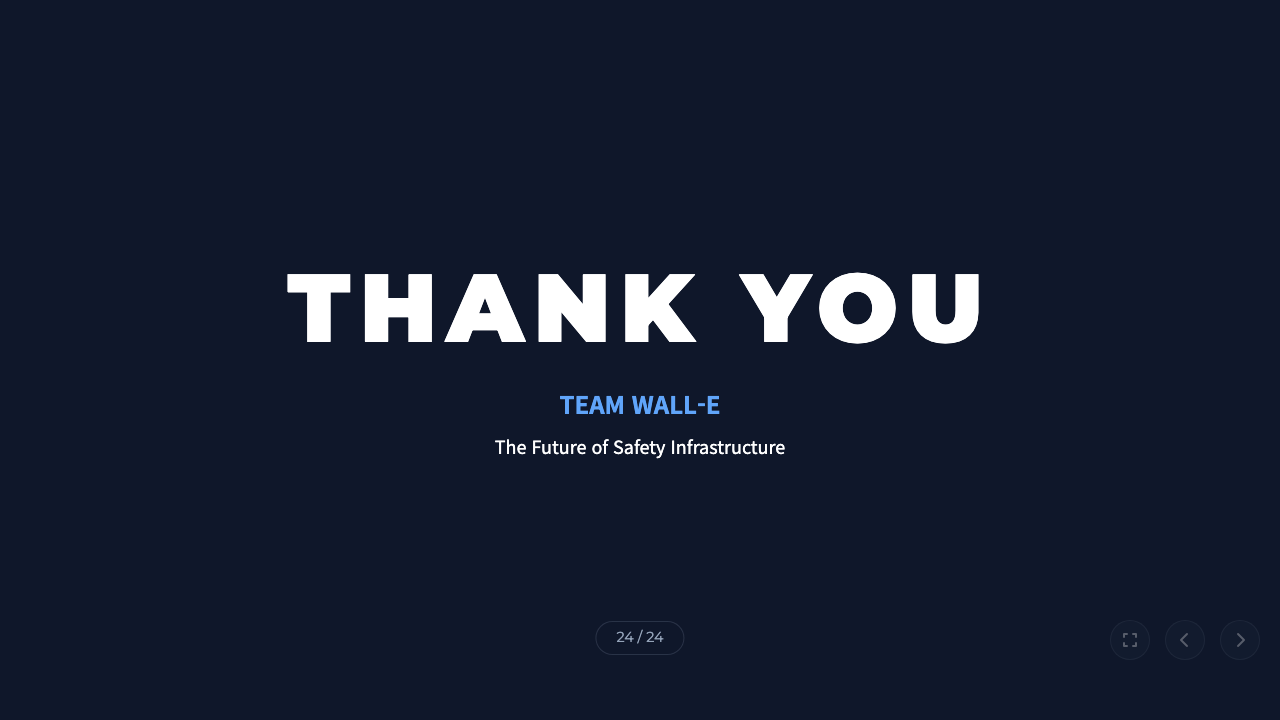 THANK YOU
TEAM WALL-E
The Future of Safety Infrastructure
24 / 24